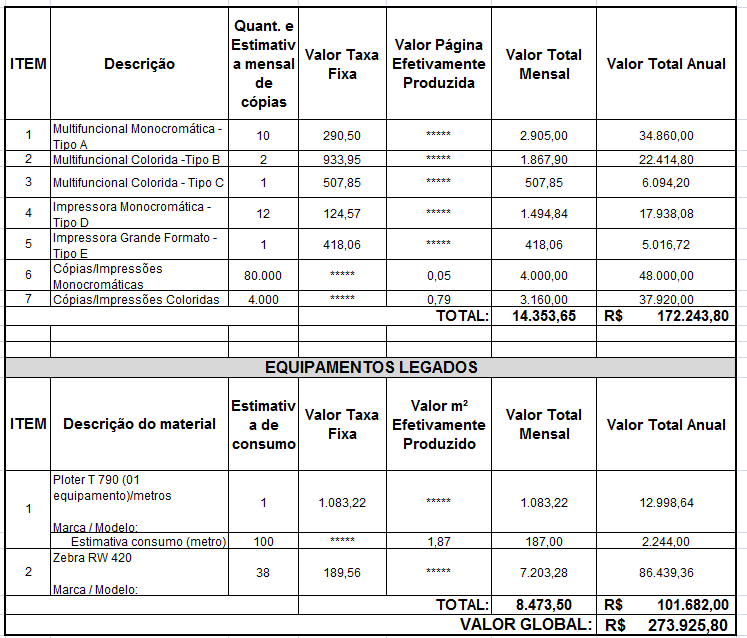 ITEM Descrição Quant. e Estimativ a mensal de cópias Valor Taxa Fixa Valor Página Efetivamente Produzida Valor Total Mensal Valor Total Anual
1 Multifuncional Monocromática - Tipo A 10 290,50 ***** 2.905,00 34.860,00
2 Multifuncional Colorida -Tipo B 2 933,95 ***** 1.867,90 22.414,80
3 Multifuncional Colorida - Tipo C 1 507,85 ***** 507,85 6.094,20
4 Impressora Monocromática - Tipo D 12 124,57 ***** 1.494,84 17.938,08
5 Impressora Grande Formato - Tipo E 1 418,06 ***** 418,06 5.016,72
6 Cópias/Impressões Monocromáticas 80.000 ***** 0,05 4.000,00 48.000,00
7 Cópias/Impressões Coloridas 4.000 ***** 0,79 3.160,00 37.920,00
TOTAL: 14.353,65 R$ 172.243,80
EQUIPAMENTOS LEGADOS
ITEM Descrição do material Estimativ a de consumo Valor Taxa Fixa Valor m² Efetivamente Produzido Valor Total Mensal Valor Total Anual
1 Ploter T 790 (01 equipamento)/metros Marca / Modelo: 1 1.083,22 ***** 1.083,22 12.998,64
Estimativa consumo (metro) 100 ***** 1,87 187,00 2.244,00
2 Zebra RW 420 Marca / Modelo: 38 189,56 ***** 7.203,28 86.439,36
TOTAL: 8.473,50 R$ 101.682,00
VALOR GLOBAL: R$ 273.925,80